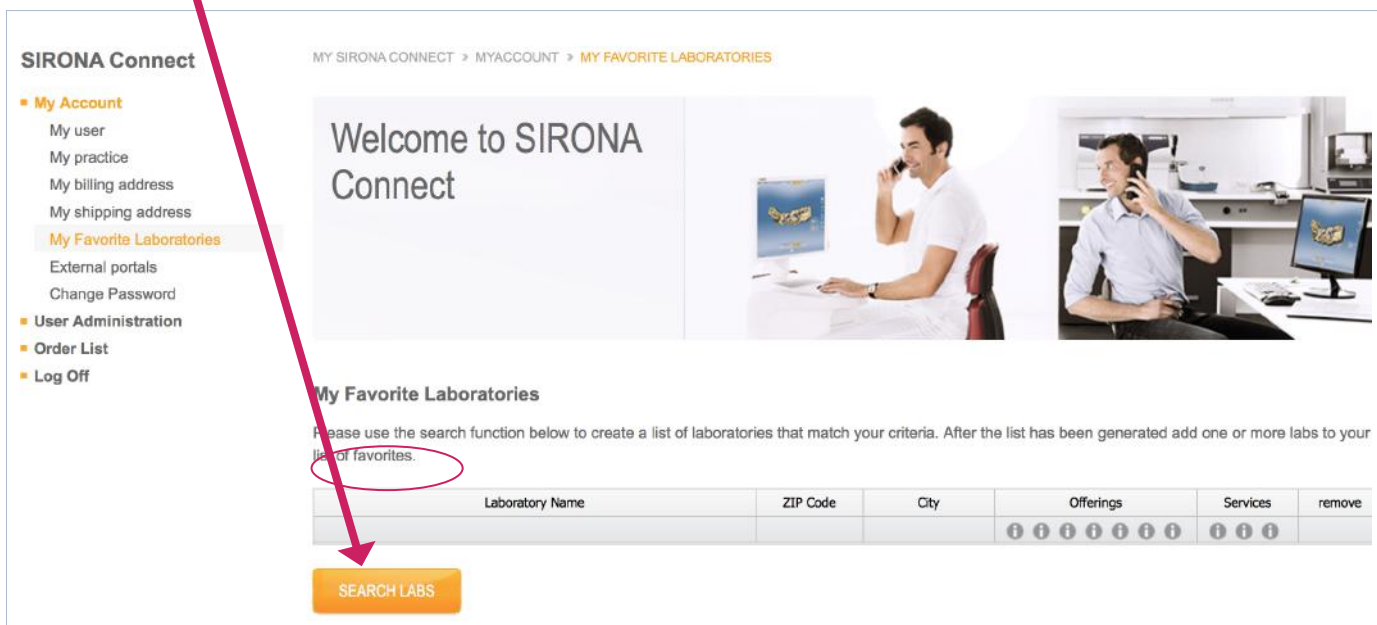 SIRONA Connect
My Account
My user
My practice
My billing address
My shipping address
My Favorite Laboratories
External portals
Change Password
User Administration
Order List
Log Off
MY SIRONA CONNECT > MYACCOUNT > MY FAVORITE LABORATORIES
Welcome to SIRONA
Connect
My Favorite Laboratories
Please use the search function below to create a list of laboratories that match your criteria. After the list has been generated add one or more labs to your
list of favorites.
Laboratory Name ZIP Code City Offerings Services remove
i i i i i i i i i i
SEARCH LABS